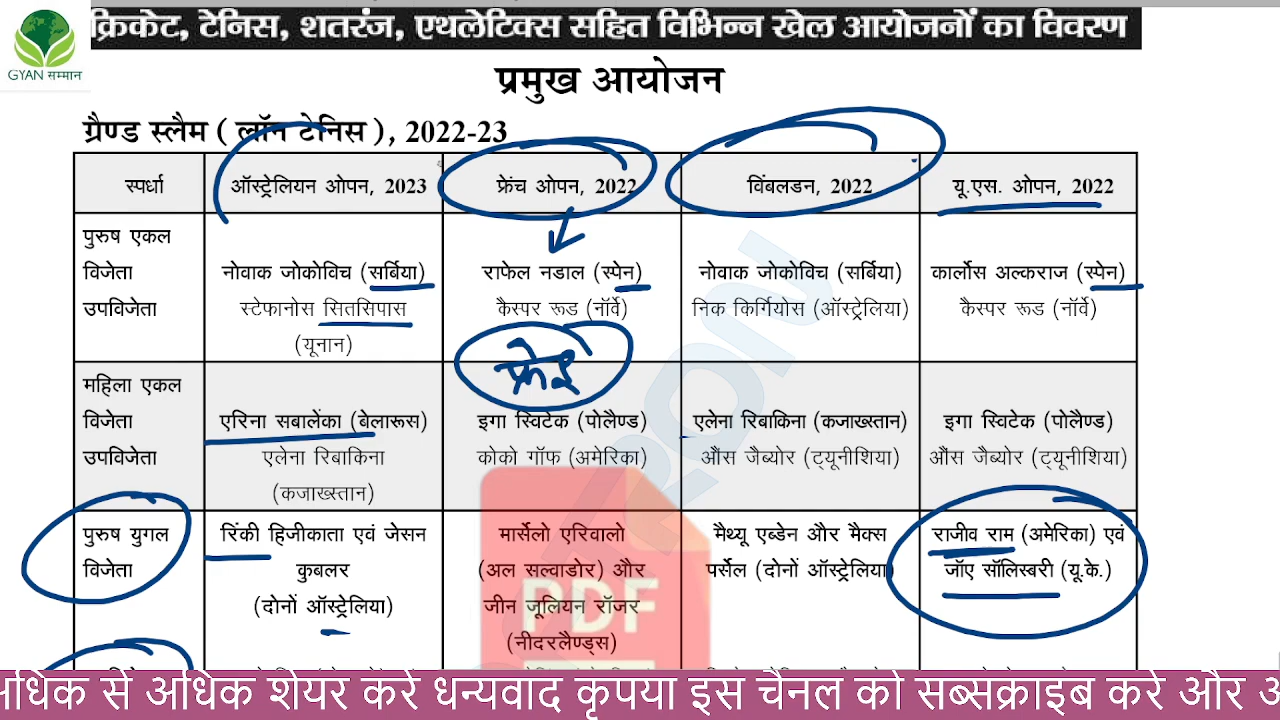 क्रिकेट, टेनिस, शतरंज, एथलेटिक्स सहित विभिन्न खेल आयोजनों का विवरण
GYAN सम्मान
प्रमुख आयोजन
ग्रैण्ड स्लैम ( लॉन टेनिस ), 2022-23
स्पर्धा ऑस्ट्रेलियन ओपन, 2023 फ्रेंच ओपन, 2022 विंबलडन, 2022 यू.एस. ओपन, 2022
पुरुष एकल
विजेता नोवाक जोकोविच (सर्बिया) राफेल नडाल (स्पेन) नोवाक जोकोविच (सर्बिया) कार्लोस अल्कराज (स्पेन)
उपविजेता स्टेफानोस सितसिपास कैस्पर रूड (नॉर्वे) निक किर्गियोस (ऑस्ट्रेलिया) कैस्पर रूड (नॉर्वे)
(यूनान)
महिला एकल
विजेता एरिना सबालेंका (बेलारूस) इगा स्विटेक (पोलैण्ड) एलेना रिबाकिना (कजाख्स्तान) इगा स्विटेक (पोलैण्ड)
उपविजेता एलेना रिबाकिना कोको गॉफ (अमेरिका) औंस जैब्योर (ट्यूनीशिया) औंस जैब्योर (ट्यूनीशिया)
(कजाख्स्तान)
पुरुष युगल रिंकी हिजीकाता एवं जेसन मार्सेलो एरिवालो मैथ्यू एब्डेन और मैक्स राजीव राम (अमेरिका) एवं
विजेता कुबलर (अल सल्वाडोर) और पर्सेल (दोनों ऑस्ट्रेलिया) जॉए सॉलिस्बरी (यू.के.)
(दोनों ऑस्ट्रेलिया) जीन जूलियन रॉजर
(नीदरलैण्ड्स)
PDF
अधिक से अधिक शेयर करें धन्यवाद कृपया इस चैनल को सब्सक्राइब करें और